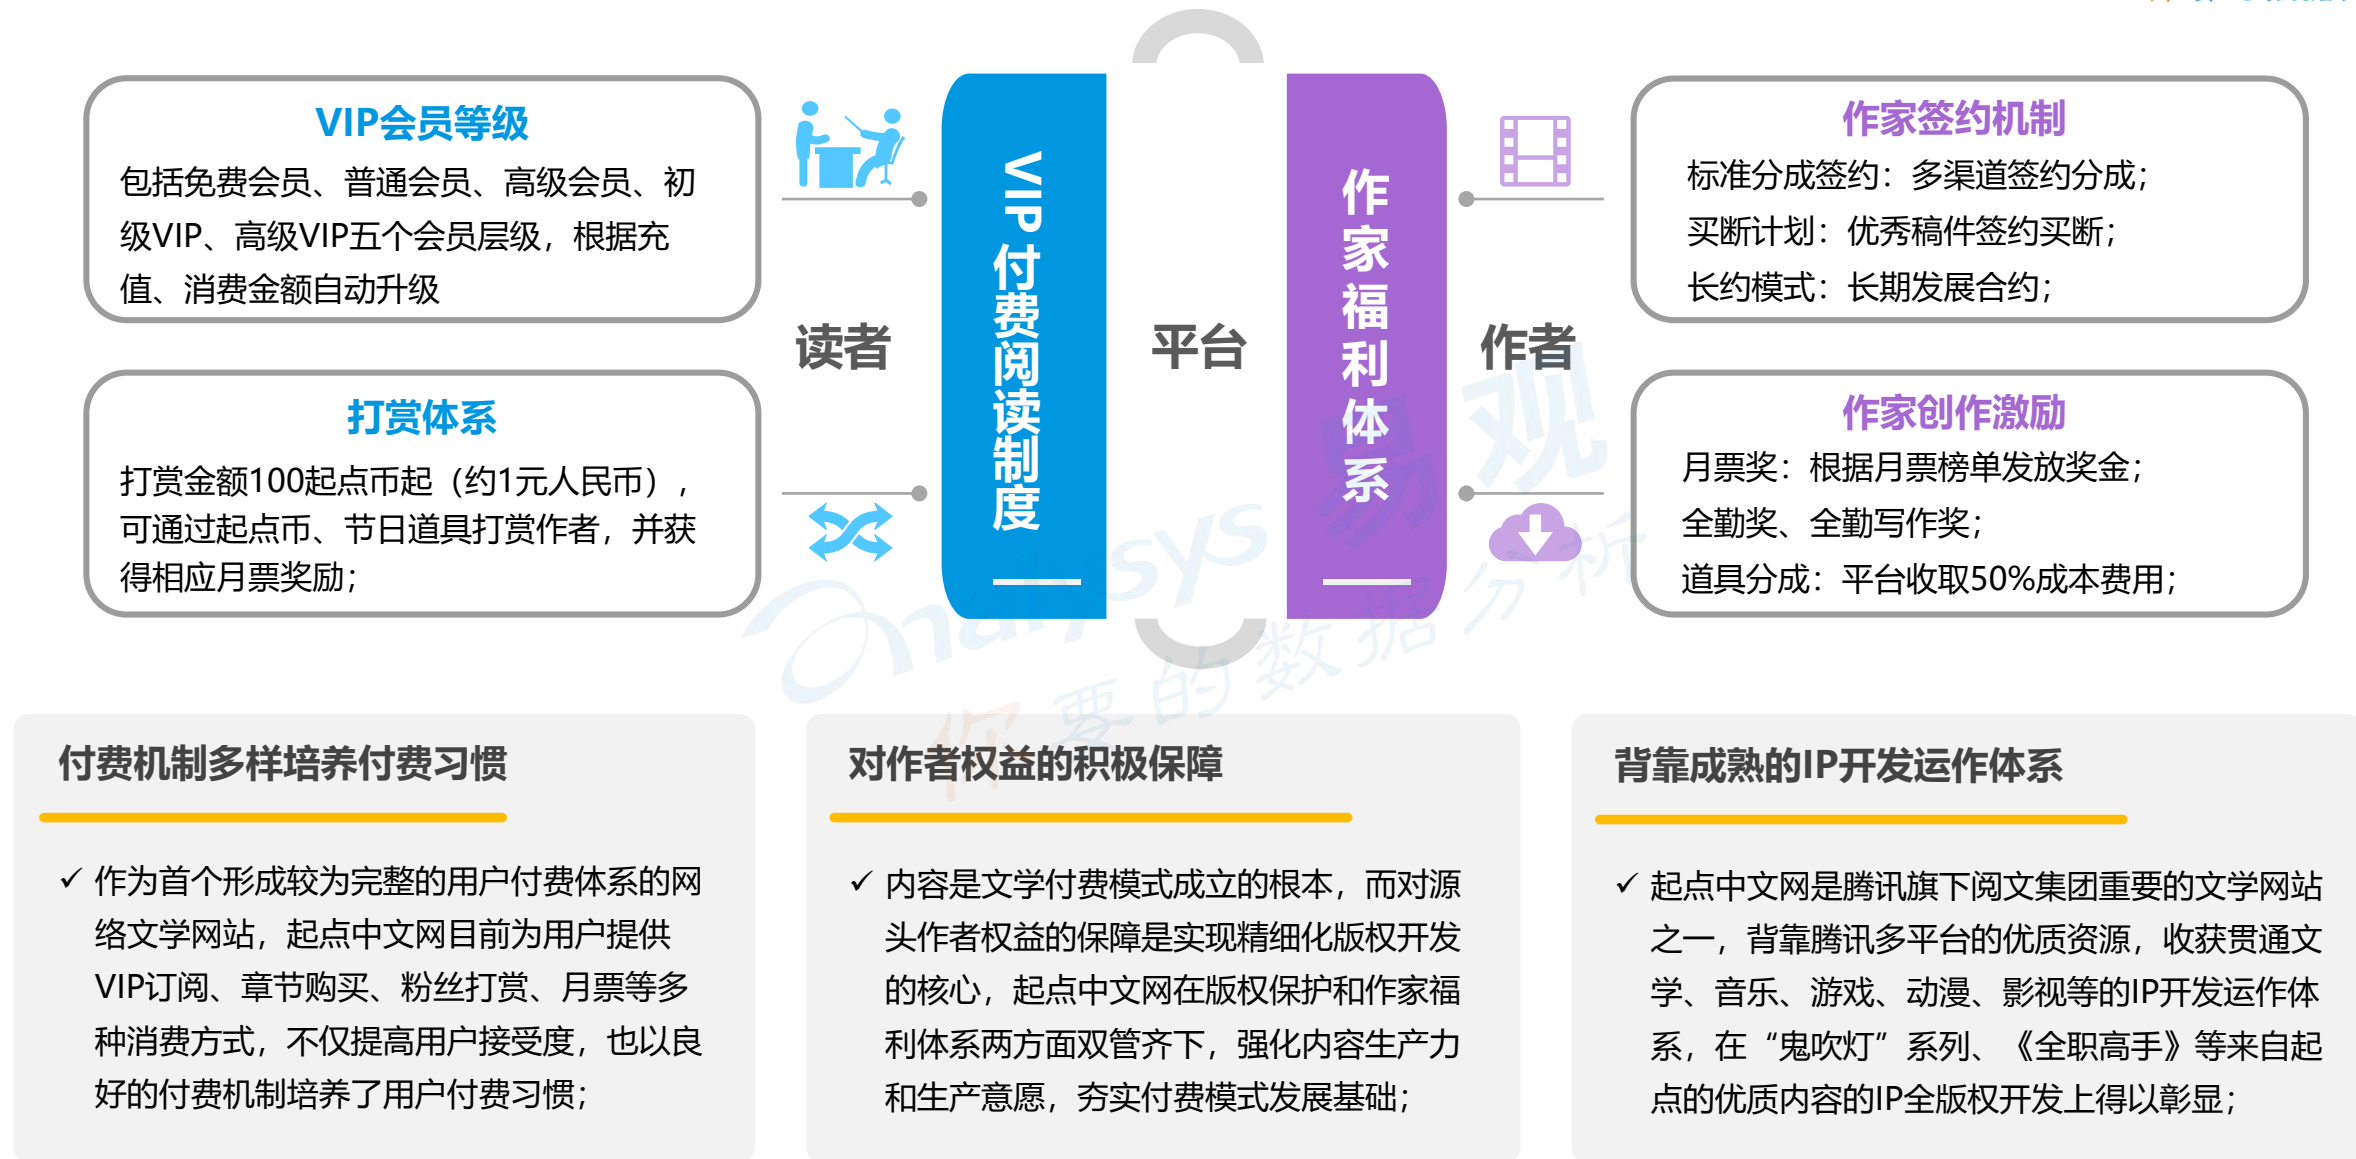 VIP会员等级
包括免费会员、普通会员、高级会员、初
级VIP、高级VIP五个会员层级，根据充
值、消费金额自动升级
打赏体系
打赏金额100起点币起（约1元人民币），
可通过起点币、节日道具打赏作者，并获
得相应月票奖励；
读者
VIP付费阅读制度
平台
作家福利体系
作者
作家签约机制
标准分成签约：多渠道签约分成；
买断计划：优秀稿件签约买断；
长约模式：长期发展合约；
作家创作激励
月票奖：根据月票榜单发放奖金；
全勤奖、全勤写作奖；
道具分成：平台收取50%成本费用；
易观
analysys
你要的数据分析
付费机制多样培养付费习惯
✓ 作为首个形成较为完整的用户付费体系的网
络文学网站，起点中文网目前为用户提供
VIP订阅、章节购买、粉丝打赏、月票等多
种消费方式，不仅提高用户接受度，也以良
好的付费机制培养了用户付费习惯；
对作者权益的积极保障
✓ 内容是文学付费模式成立的根本，而对源
头作者权益的保障是实现精细化版权开发
的核心，起点中文网在版权保护和作家福
利体系两方面双管齐下，强化内容生产力
和生产意愿，夯实付费模式发展基础；
背靠成熟的IP开发运作体系
✓ 起点中文网是腾讯旗下阅文集团重要的文学网站
之一，背靠腾讯多平台的优质资源，收获贯通文
学、音乐、游戏、动漫、影视等的IP开发运作体
系，在“鬼吹灯”系列、《全职高手》等来自起
点的优质内容的IP全版权开发上得以彰显；